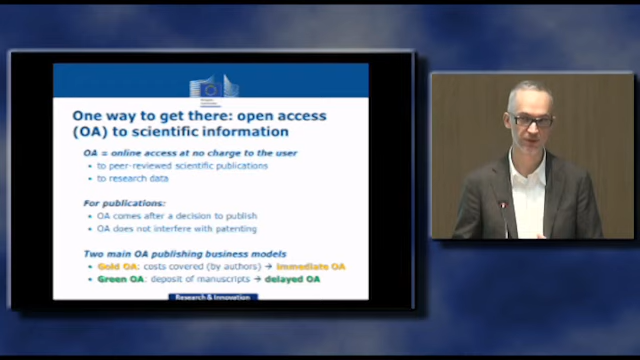 One way to get there: open access
(OA) to scientific information
OA = online access at no charge to the user
• to peer-reviewed scientific publications
• to research data
For publications:
• OA comes after a decision to publish
• OA does not interfere with patenting
Two main OA publishing business models
• Gold OA: costs covered (by authors) → immediate OA
• Green OA: deposit of manuscripts → delayed OA
Research & Innovation